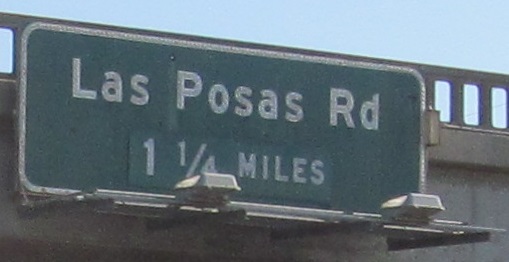 Las Posas Rd
1 1/4 MILES